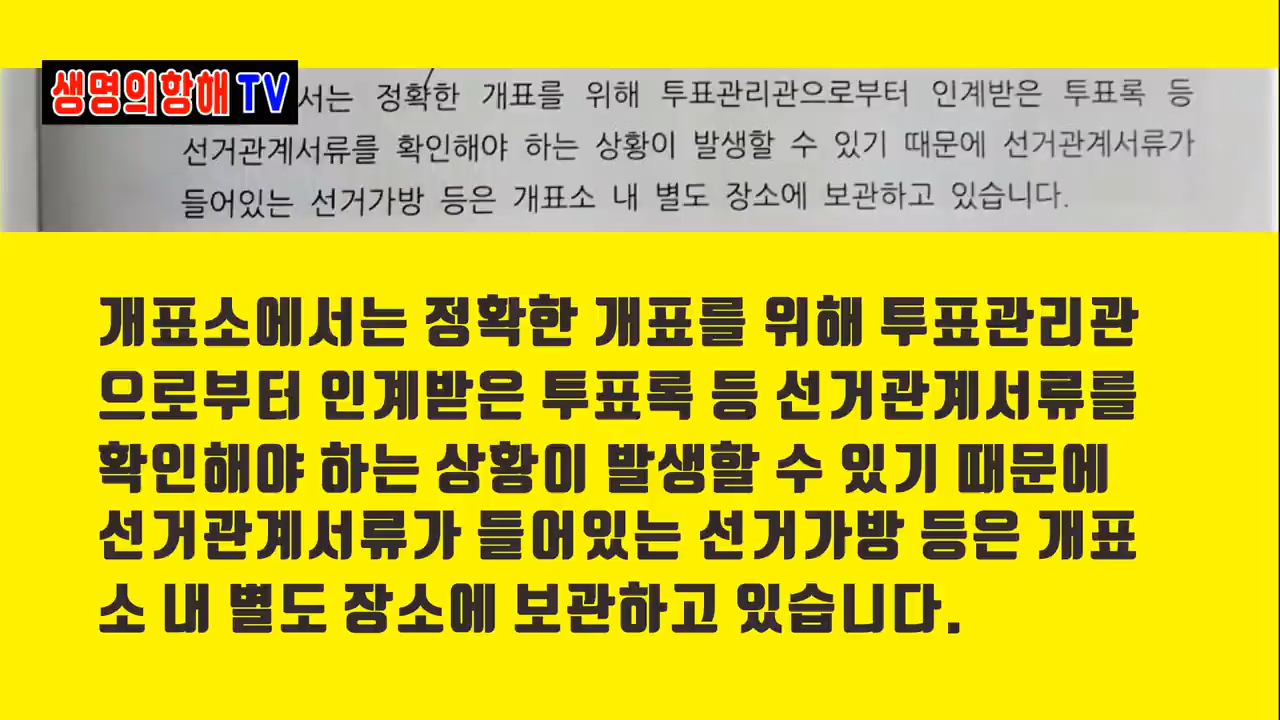 생명의항해TV
서는 정확한 개표를 위해 투표관리관으로부터 인계받은 투표록 등
선거관계서류를 확인해야 하는 상황이 발생할 수 있기 때문에 선거관계서류가
들어있는 선거가방 등은 개표소 내 별도 장소에 보관하고 있습니다.
개표소에서는 정확한 개표를 위해 투표관리관
으로부터 인계받은 투표록 등 선거관계서류를
확인해야 하는 상황이 발생할 수 있기 때문에
선거관계서류가 들어있는 선거가방 등은 개표
소 내 별도 장소에 보관하고 있습니다.